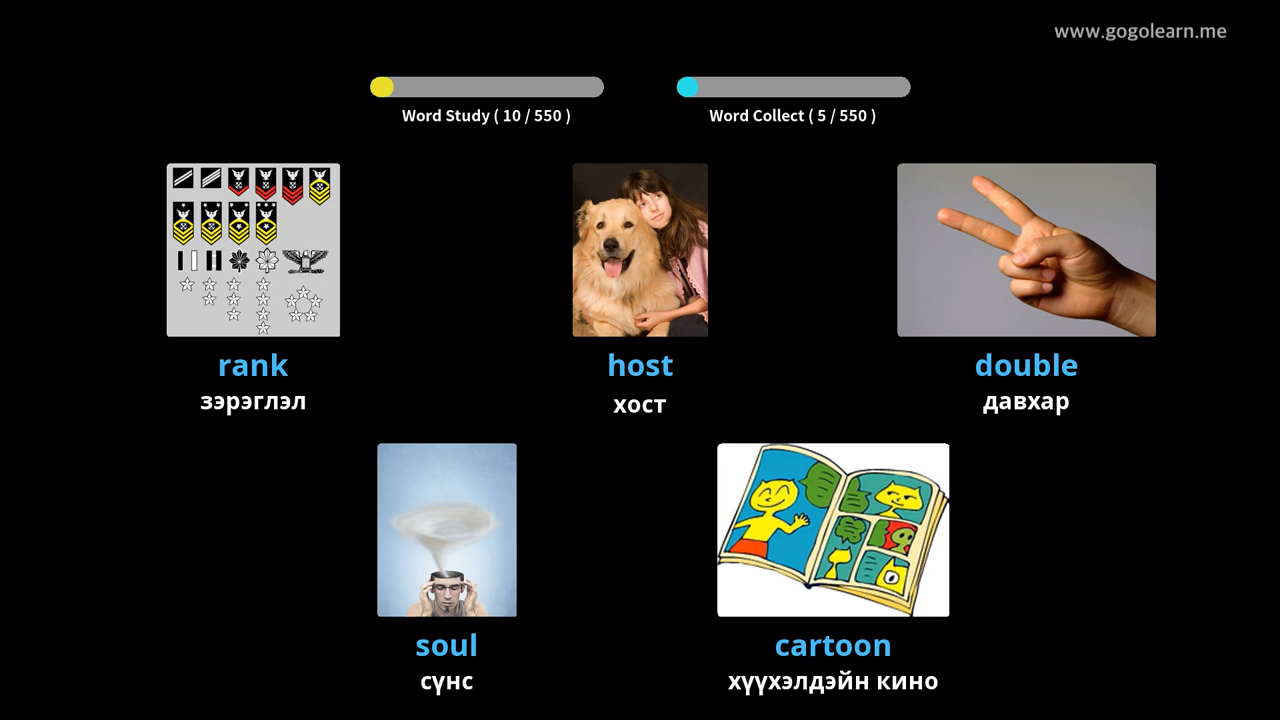 www.gogolearn.me
Word Study ( 10 / 550 )
Word Collect ( 5 / 550 )
rank
зэрэглэл
host
хост
double
давхар
soul
сүнс
cartoon
хүүхэлдэйн кино